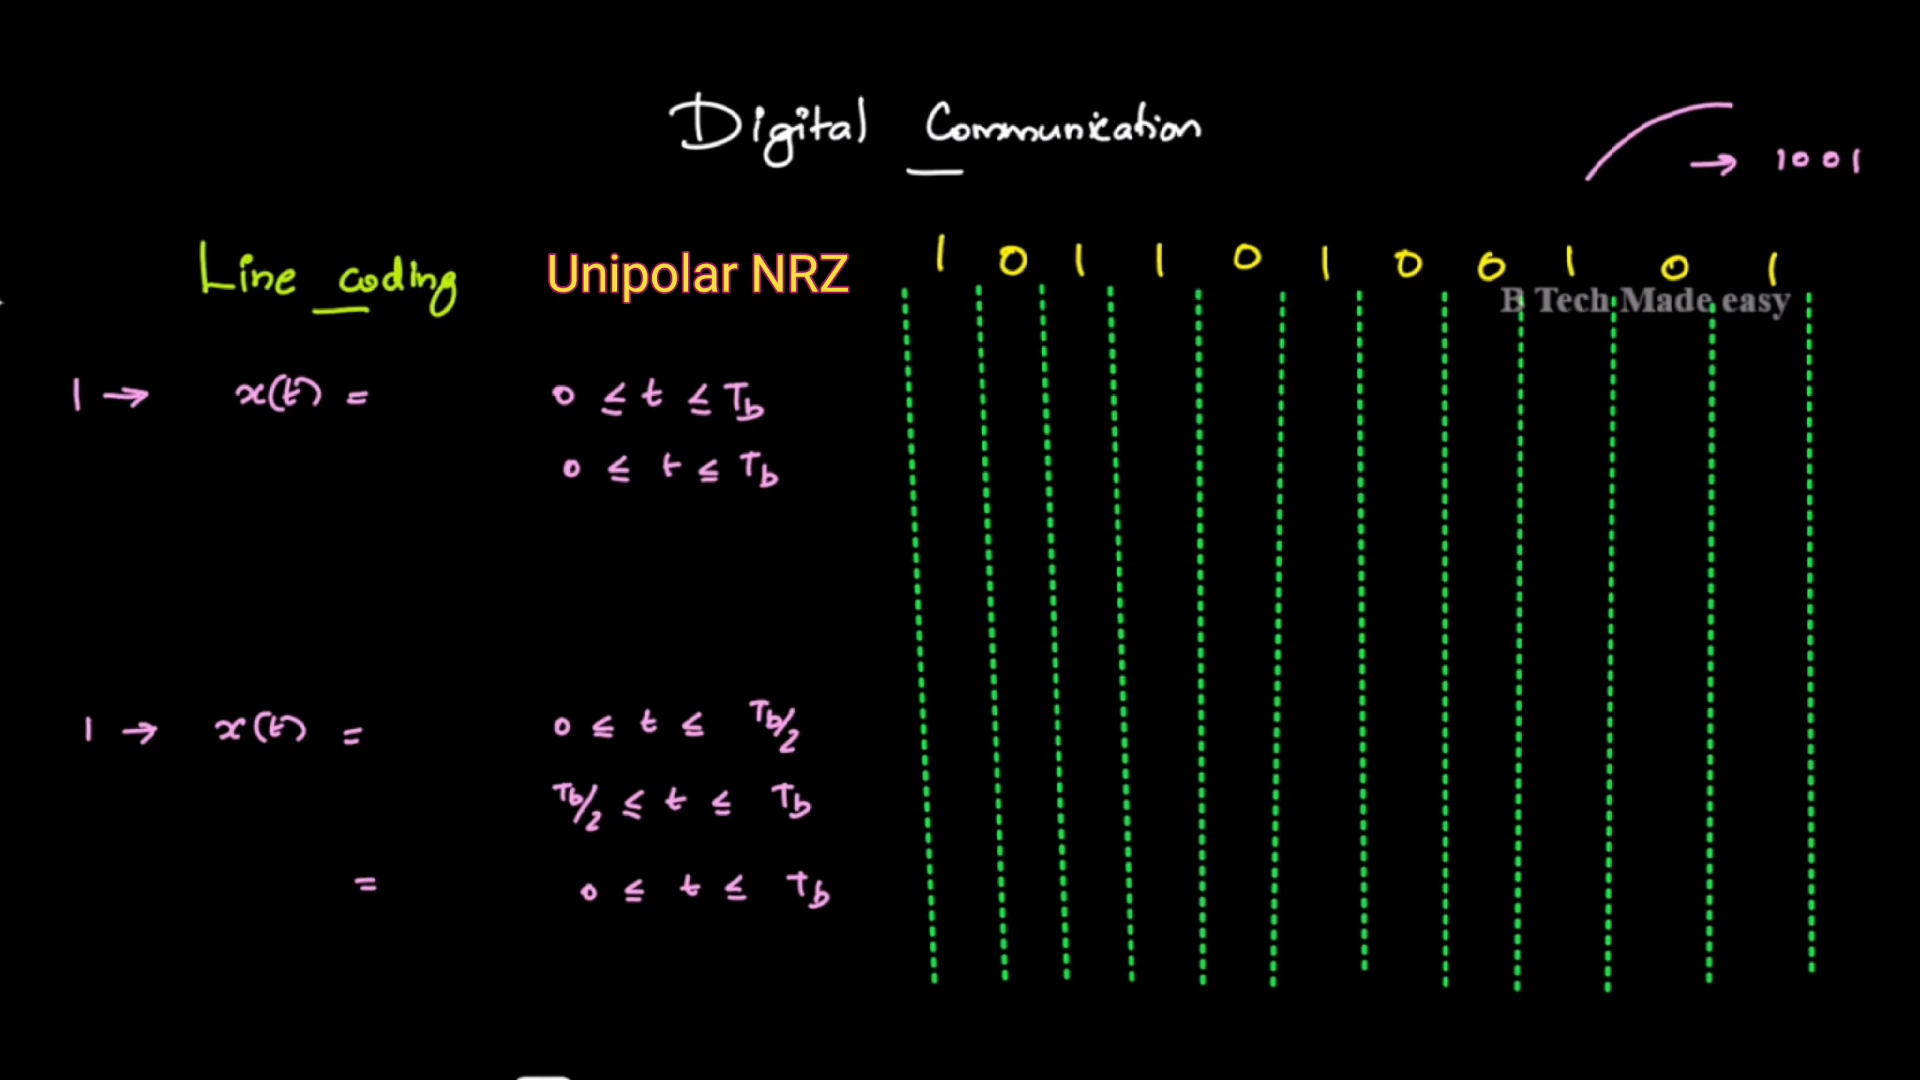 Digital Communication
→ 1001
Line coding Unipolar NRZ 1 0 1 1 0 1 0 0 1 0 1
B Tech Made easy
1 → x(t) = 0 ≤ t ≤ Tb
0 ≤ t ≤ Tb
1 → x(t) = 0 ≤ t ≤ Tb/2
Tb/2 ≤ t ≤ Tb
= 0 ≤ t ≤ Tb